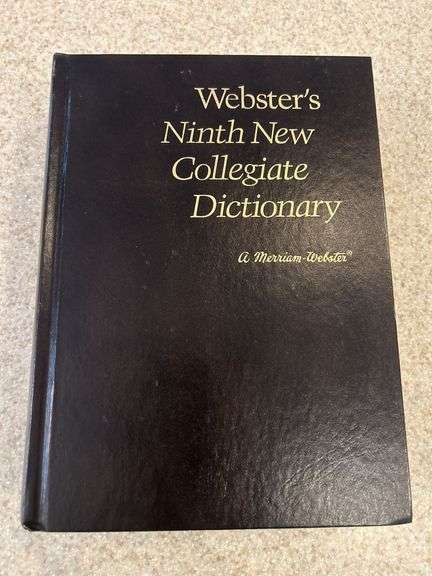 Webster's
Ninth New
Collegiate
Dictionary
A Merriam-Webster®